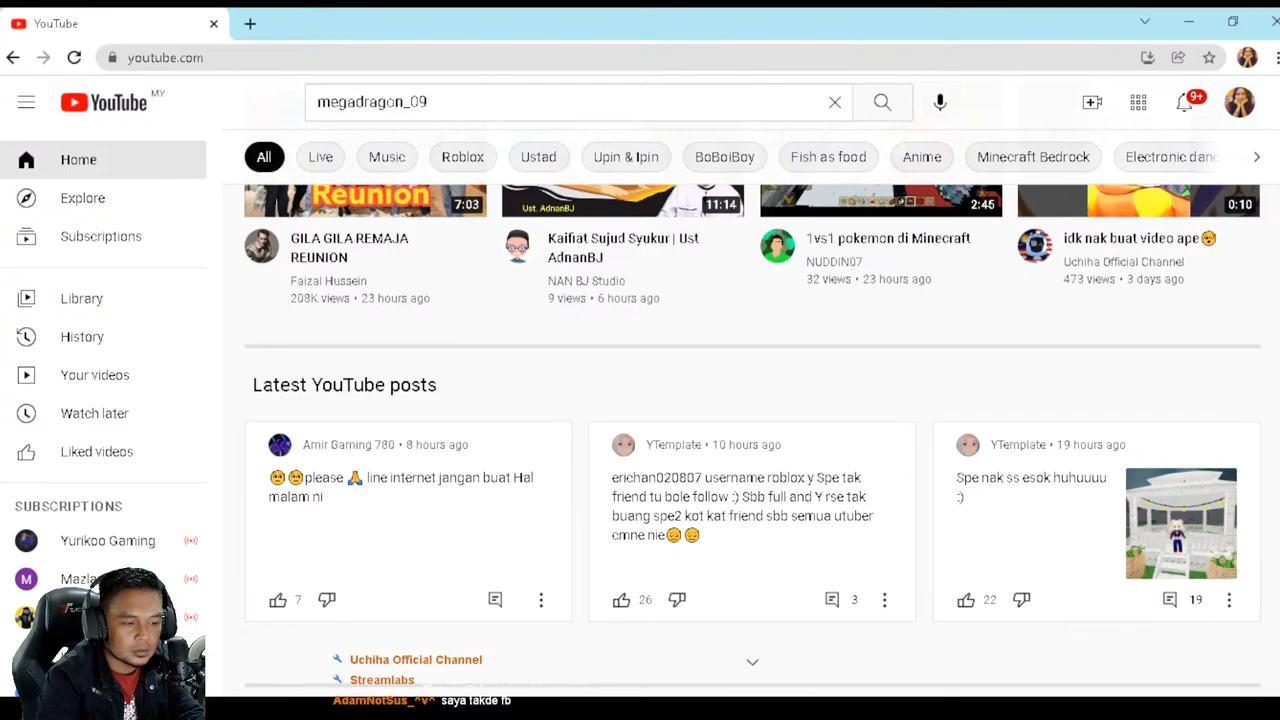 YouTube
youtube.com
YouTube MY
megadragon_09
9+
All
Live
Music
Roblox
Ustad
Upin & Ipin
BoBoiBoy
Fish as food
Anime
Minecraft Bedrock
Electronic danc
Home
Explore
Subscriptions
Library
History
Your videos
Watch later
Liked videos
SUBSCRIPTIONS
Yurikoo Gaming
Mazla
Reunion
7:03
Ust. AdnanBJ
11:14
2:45
0:10
GILA GILA REMAJA
REUNION
Faizal Hussein
208K views • 23 hours ago
Kaifiat Sujud Syukur | Ust
AdnanBJ
NAN BJ Studio
9 views • 6 hours ago
1vs1 pokemon di Minecraft
NUDDIN07
32 views • 23 hours ago
idk nak buat video ape
Uchiha Official Channel
473 views • 3 days ago
Latest YouTube posts
Amir Gaming 780 • 8 hours ago
🥺🥺please 🙏 line internet jangan buat Hal
malam ni
7
YTemplate • 10 hours ago
erichan020807 username roblox y Spe tak
friend tu bole follow :) Sbb full and Y rse tak
buang spe2 kot kat friend sbb semua utuber
cmne nie😔😔
26
3
YTemplate • 19 hours ago
Spe nak ss esok huhuuuu
:)
22
19
Uchiha Official Channel
Streamlabs
AdamNotSus_^v^ saya takde fb